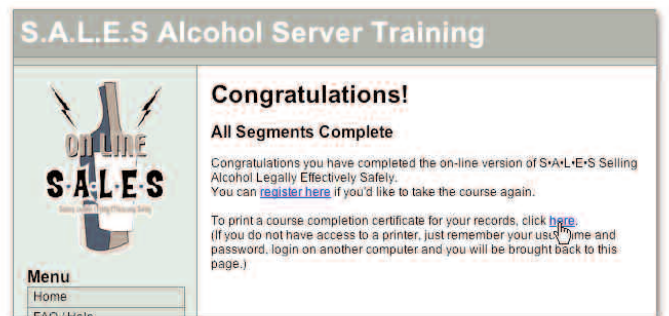 S.A.L.E.S Alcohol Server Training
ON LINE
S•A•L•E•S
Menu
Home
FAQ / Help
Congratulations!
All Segments Complete
Congratulations you have completed the on-line version of S•A•L•E•S Selling
Alcohol Legally Effectively Safely.
You can register here if you'd like to take the course again.
To print a course completion certificate for your records, click here.
(If you do not have access to a printer, just remember your username and
password, login on another computer and you will be brought back to this
page.)